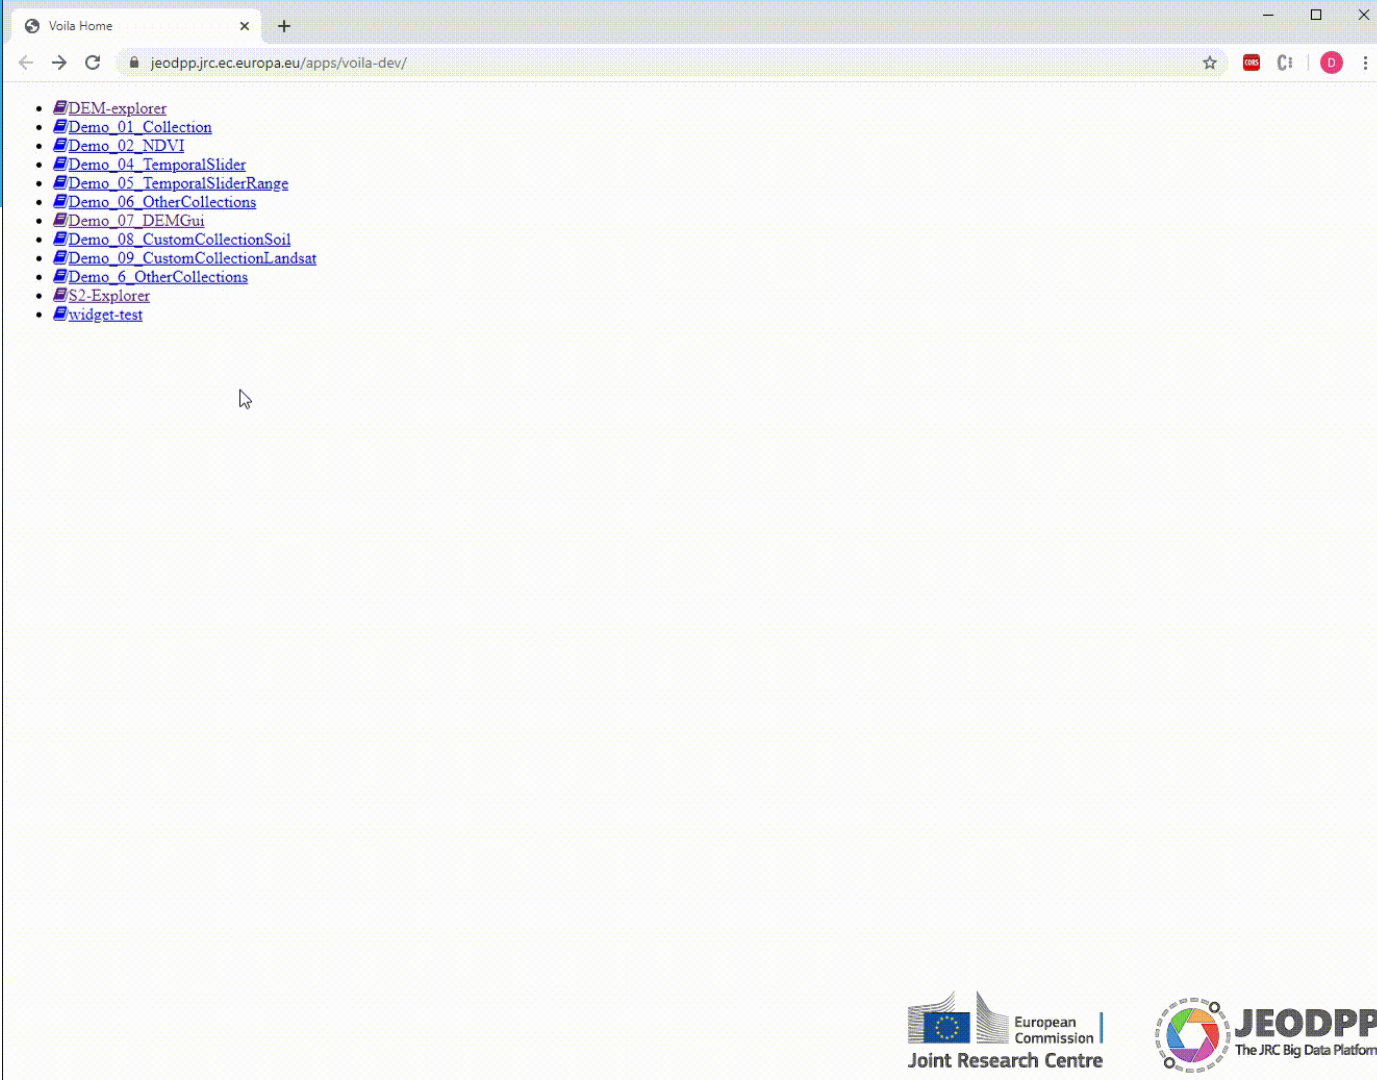 Voila Home
jeodpp.jrc.ec.europa.eu/apps/voila-dev/
CORS
D
DEM-explorer
Demo_01_Collection
Demo_02_NDVI
Demo_04_TemporalSlider
Demo_05_TemporalSliderRange
Demo_06_OtherCollections
Demo_07_DEMGui
Demo_08_CustomCollectionSoil
Demo_09_CustomCollectionLandsat
Demo_6_OtherCollections
S2-Explorer
widget-test
European
Commission
Joint Research Centre
JEODPP
The JRC Big Data Platform